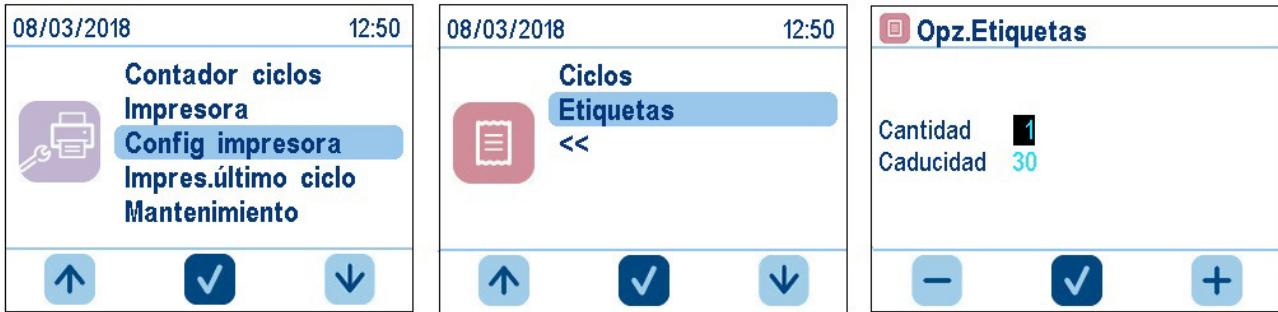 08/03/2018 12:50
Contador ciclos
Impresora
Config impresora
Impres.último ciclo
Mantenimiento
08/03/2018 12:50
Ciclos
Etiquetas
<<
Opz.Etiquetas
Cantidad 1
Caducidad 30